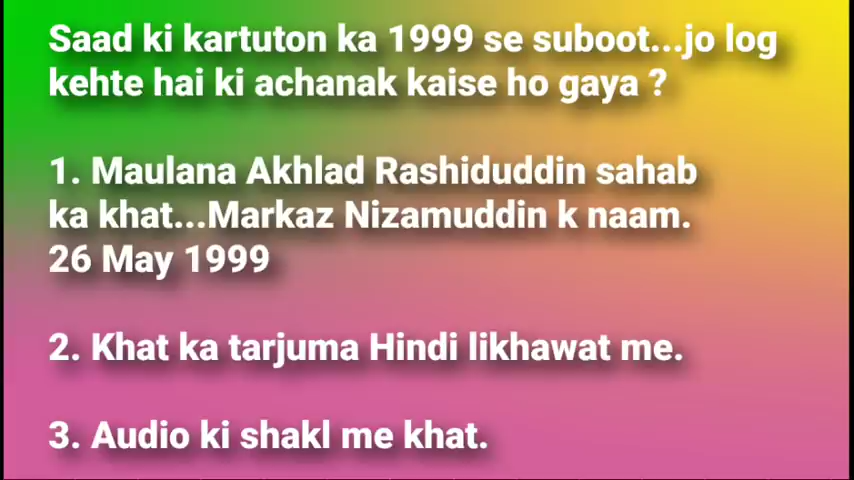 Saad ki kartuton ka 1999 se suboot...jo log
kehte hai ki achanak kaise ho gaya ?
1. Maulana Akhlad Rashiduddin sahab
ka khat...Markaz Nizamuddin k naam.
26 May 1999
2. Khat ka tarjuma Hindi likhawat me.
3. Audio ki shakl me khat.